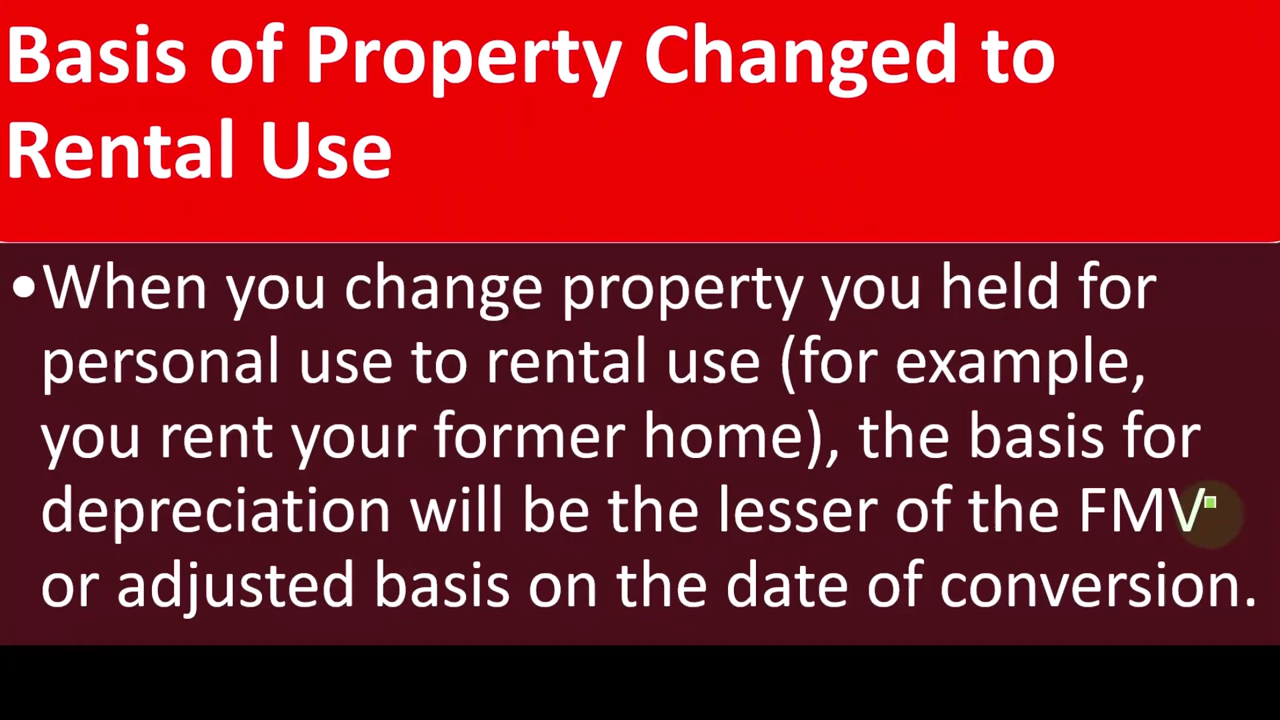 Basis of Property Changed to
Rental Use
•When you change property you held for
personal use to rental use (for example,
you rent your former home), the basis for
depreciation will be the lesser of the FMV
or adjusted basis on the date of conversion.